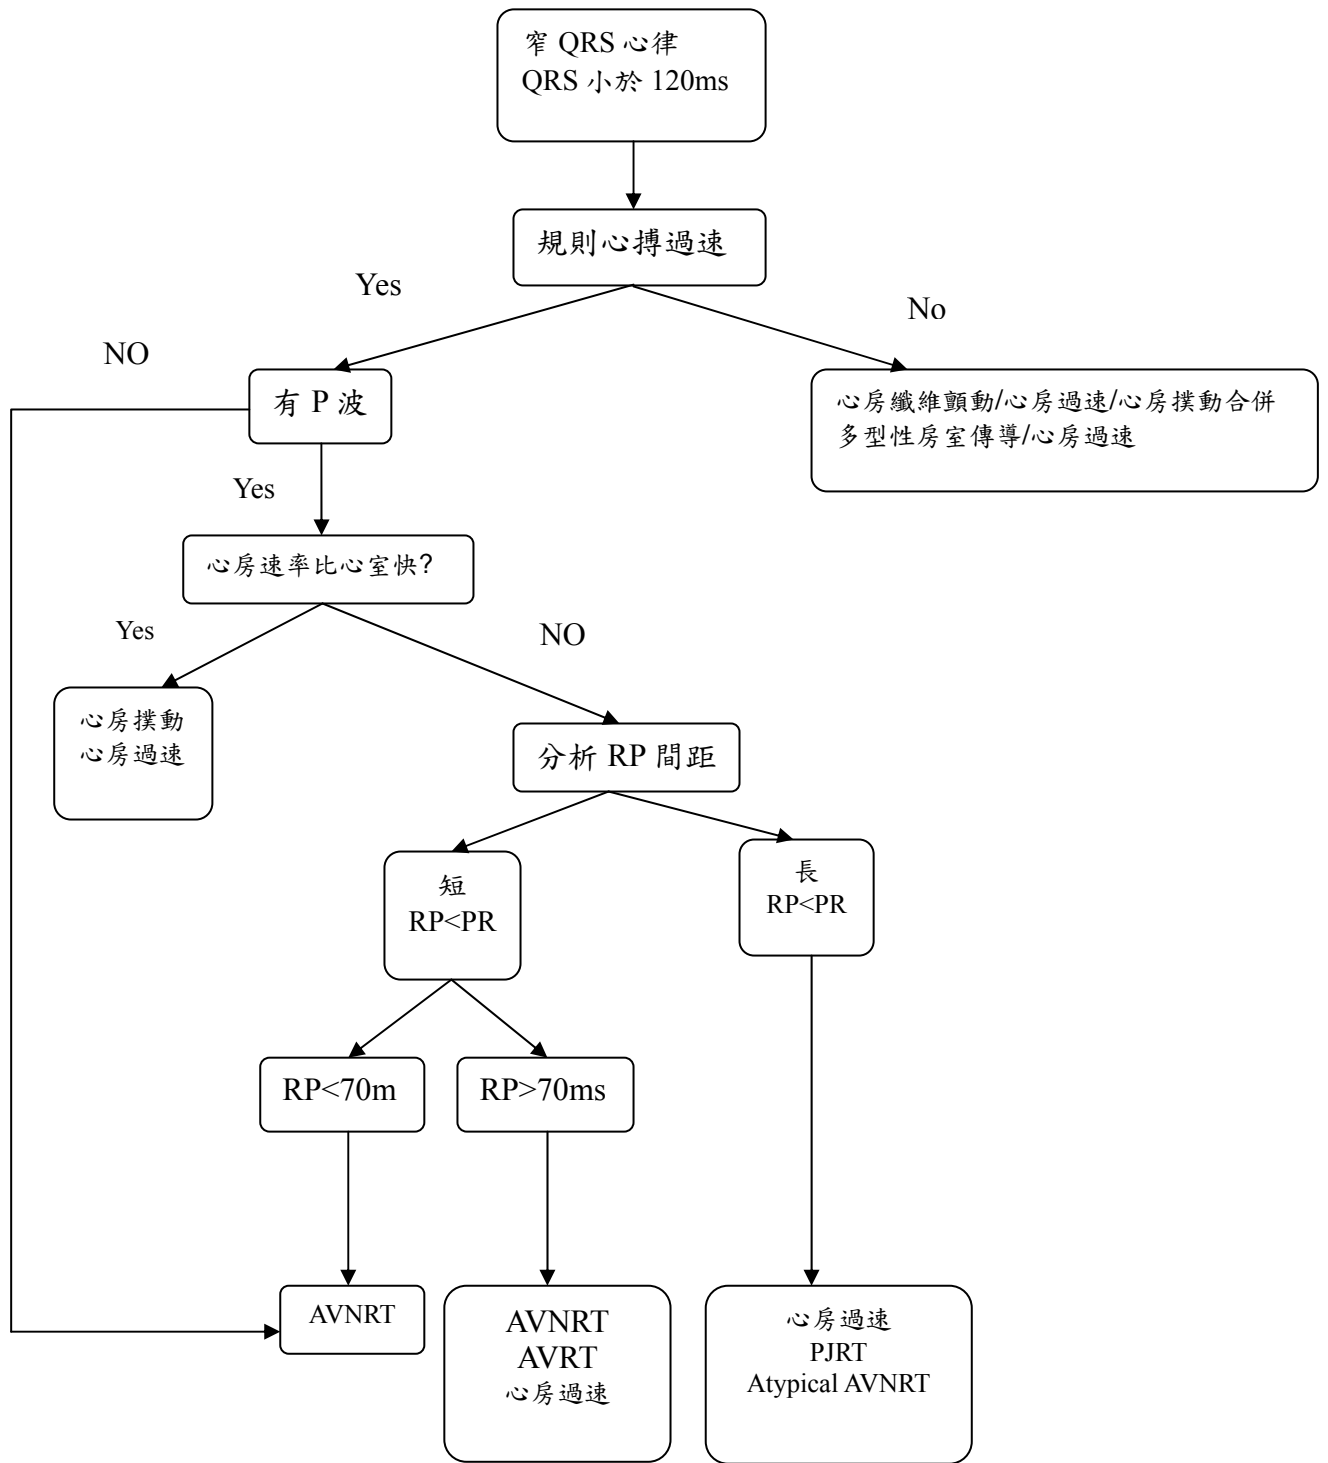 窄 QRS 心律
QRS 小於 120ms
規則心搏過速
Yes
No
NO
有 P 波
心房纖維顫動/心房過速/心房撲動合併
多型性房室傳導/心房過速
Yes
心房速率比心室快?
Yes
NO
心房撲動
心房過速
分析 RP 間距
短
RP<PR
長
RP<PR
RP<70m
RP>70ms
AVNRT
AVNRT
AVRT
心房過速
心房過速
PJRT
Atypical AVNRT